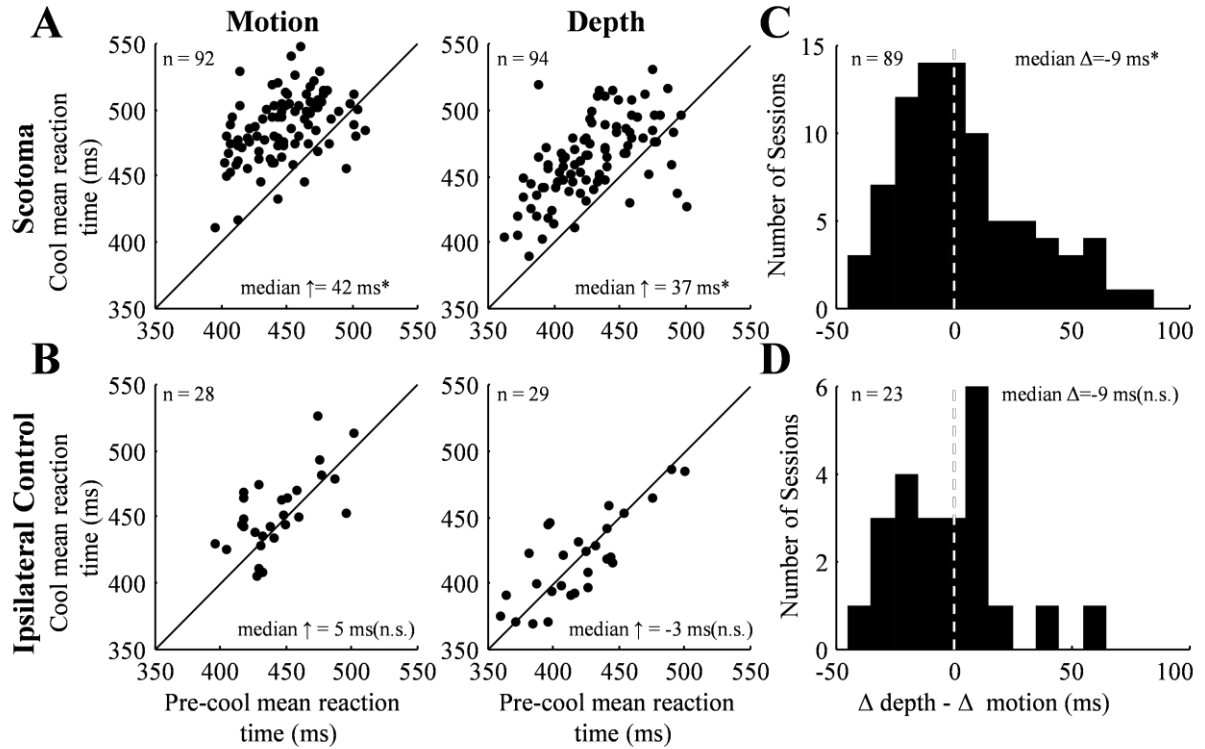 A
Motion
Depth
C
Scotoma
Cool mean reaction
time (ms)
550
500
450
400
350
n = 92
median ↑= 42 ms*
350
400
450
500
550
500
450
400
350
n = 94
median ↑= 37 ms*
350
400
450
500
Number of Sessions
15
10
5
0
n = 89
median Δ=-9 ms*
-50
0
50
100
B
D
Ipsilateral Control
Cool mean reaction
time (ms)
550
500
450
400
350
n = 28
median ↑ = 5 ms(n.s.)
350
400
450
500
Pre-cool mean reaction
time (ms)
550
500
450
400
350
n = 29
median ↑ = -3 ms(n.s.)
350
400
450
500
Pre-cool mean reaction
time (ms)
Number of Sessions
6
4
2
0
n = 23
median Δ=-9 ms(n.s.)
-50
0
50
100
Δ depth - Δ motion (ms)